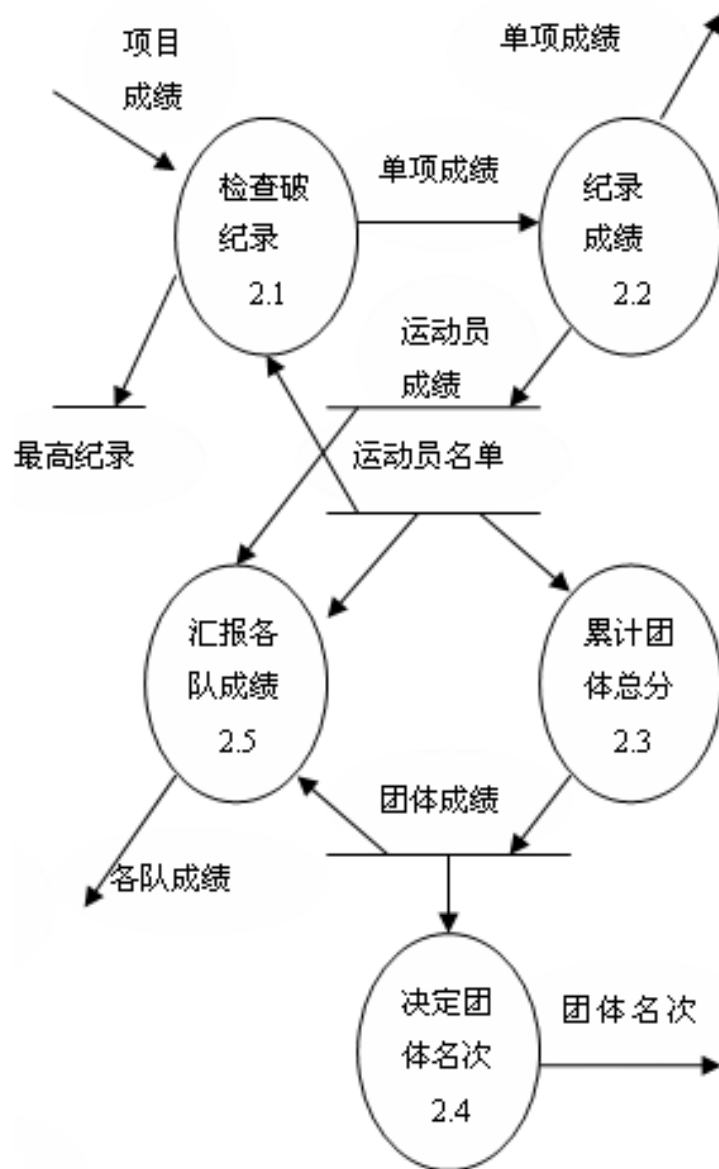 项目
成绩
单项成绩
检查破
纪录
2.1
单项成绩
纪录
成绩
2.2
运动员
成绩
最高纪录
运动员名单
汇报各
队成绩
2.5
累计团
体总分
2.3
团体成绩
各队成绩
决定团
体名次
2.4
团体名次